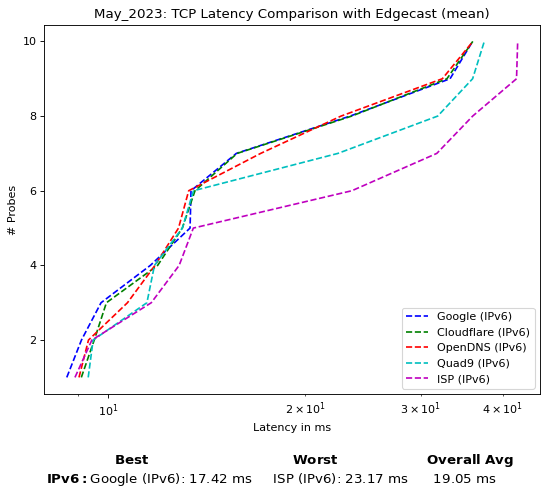 May_2023: TCP Latency Comparison with Edgecast (mean)
10
8
6
4
2
# Probes
Google (IPv6)
Cloudflare (IPv6)
OpenDNS (IPv6)
Quad9 (IPv6)
ISP (IPv6)
10¹ 2 × 10¹ 3 × 10¹ 4 × 10¹
Latency in ms
Best Worst Overall Avg
IPv6: Google (IPv6): 17.42 ms ISP (IPv6): 23.17 ms 19.05 ms